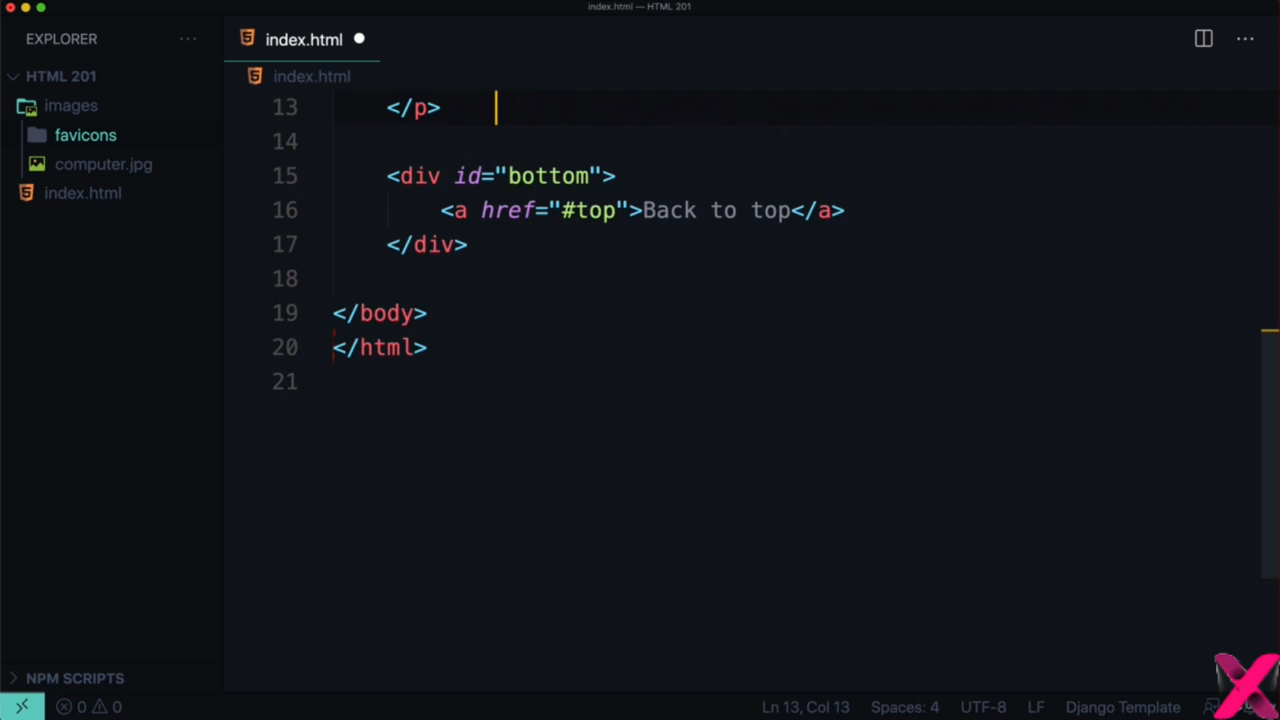 index.html — HTML 201
EXPLORER
index.html
HTML 201
index.html
images
favicons
computer.jpg
index.html
13 </p>
14
15 <div id="bottom">
16 <a href="#top">Back to top</a>
17 </div>
18
19 </body>
20 </html>
21
NPM SCRIPTS
0 0
Ln 13, Col 13 Spaces: 4 UTF-8 LF Django Template